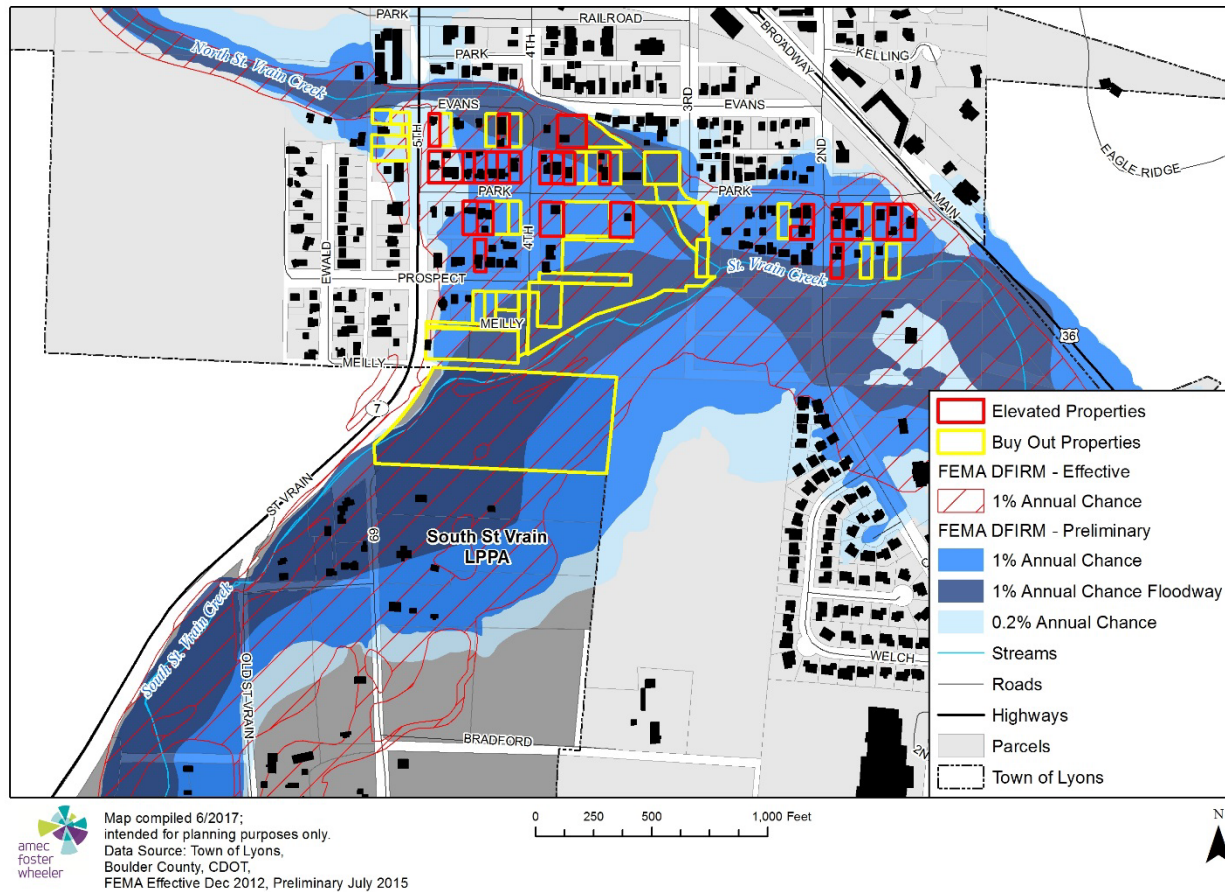 PARK
RAILROAD
4TH
BROADWAY
KELLING
PARK
North St. Vrain Creek
EVANS
3RD
EVANS
5TH
2ND
EAGLE RIDGE
PARK
PARK
MAIN
4TH
EWALD
PROSPECT
St. Vrain Creek
MEILLY
MEILLY
36
7
ST VRAIN
69
South St Vrain
LPPA
South St. Vrain Creek
OLD ST VRAIN
WELCH
BRADFORD
Elevated Properties
Buy Out Properties
FEMA DFIRM - Effective
1% Annual Chance
FEMA DFIRM - Preliminary
1% Annual Chance
1% Annual Chance Floodway
0.2% Annual Chance
Streams
Roads
Highways
Parcels
Town of Lyons
amec
foster
wheeler
Map compiled 6/2017;
intended for planning purposes only.
Data Source: Town of Lyons,
Boulder County, CDOT,
FEMA Effective Dec 2012, Preliminary July 2015
0 250 500 1,000 Feet
N